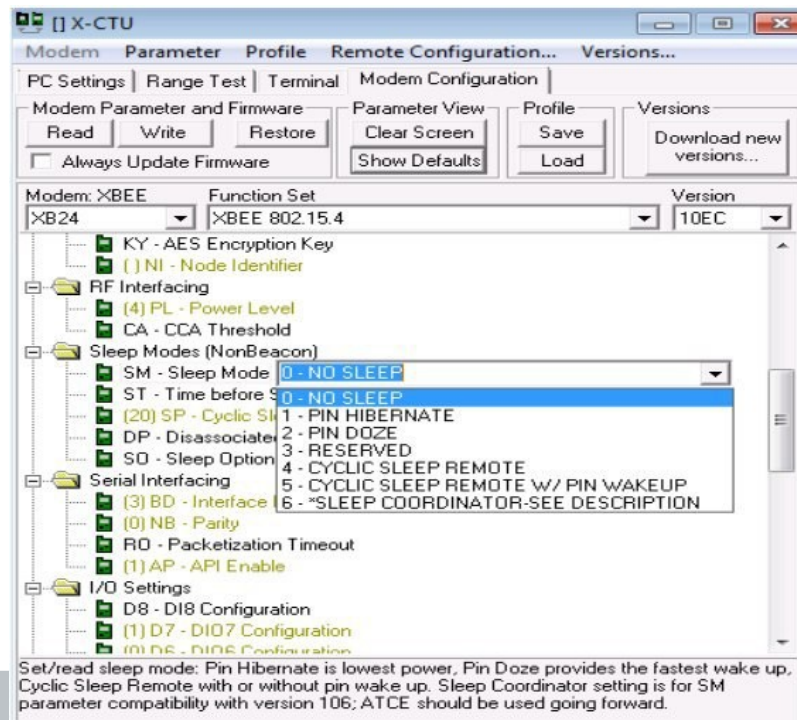 [] X-CTU
Modem Parameter Profile Remote Configuration... Versions...
PC Settings Range Test Terminal Modem Configuration
Modem Parameter and Firmware Parameter View Profile Versions
Read Write Restore Clear Screen Save Download new versions...
Always Update Firmware Show Defaults Load
Modem: XBEE Function Set Version
XB24 XBEE 802.15.4 10EC
KY - AES Encryption Key
( ) NI - Node Identifier
RF Interfacing
(4) PL - Power Level
CA - CCA Threshold
Sleep Modes (NonBeacon)
SM - Sleep Mode 0 - NO SLEEP
ST - Time before 0 - NO SLEEP
(20) SP - Cyclic 1 - PIN HIBERNATE
DP - Disassociate 2 - PIN DOZE
3 - RESERVED
SO - Sleep Option 4 - CYCLIC SLEEP REMOTE
Serial Interfacing 5 - CYCLIC SLEEP REMOTE W/ PIN WAKEUP
(3) BD - Interface 6 - *SLEEP COORDINATOR-SEE DESCRIPTION
(0) NB - Parity
RO - Packetization Timeout
(1) AP - API Enable
I/O Settings
D8 - DI8 Configuration
(1) D7 - DIO7 Configuration
(0) D6 - DIO6 Configuration
Set/read sleep mode: Pin Hibernate is lowest power, Pin Doze provides the fastest wake up,
Cyclic Sleep Remote with or without pin wake up. Sleep Coordinator setting is for SM
parameter compatibility with version 106; ATCE should be used going forward.